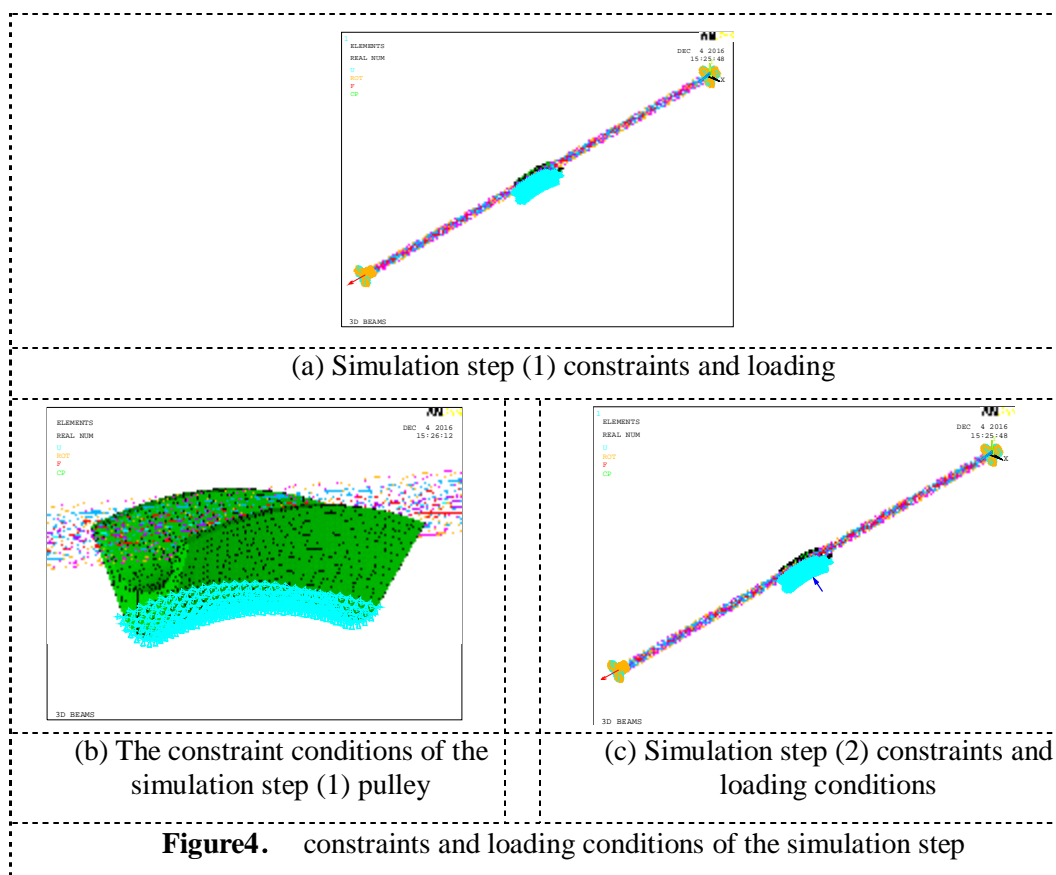 1
ELEMENTS
REAL NUM
U
ROT
F
CP
DEC 4 2016
15:25:48
X
3D BEAMS
(a) Simulation step (1) constraints and loading
ELEMENTS
REAL NUM
U
ROT
F
CP
DEC 4 2016
15:26:12
3D BEAMS
(b) The constraint conditions of the
simulation step (1) pulley
1
ELEMENTS
REAL NUM
U
ROT
F
CP
DEC 4 2016
15:25:48
X
3D BEAMS
(c) Simulation step (2) constraints and
loading conditions
Figure4. constraints and loading conditions of the simulation step